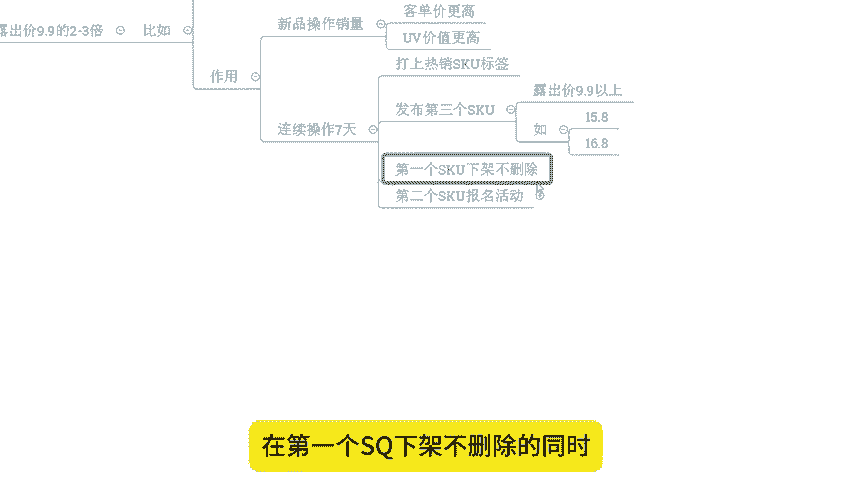 露出价9.9的2-3倍
比如
作用
新品操作销量
客单价更高
UV价值更高
连续操作7天
打上热销SKU标签
发布第三个SKU
露出价9.9以上
如
15.8
16.8
第一个SKU下架不删除
第二个SKU报名活动
在第一个SQ下架不删除的同时